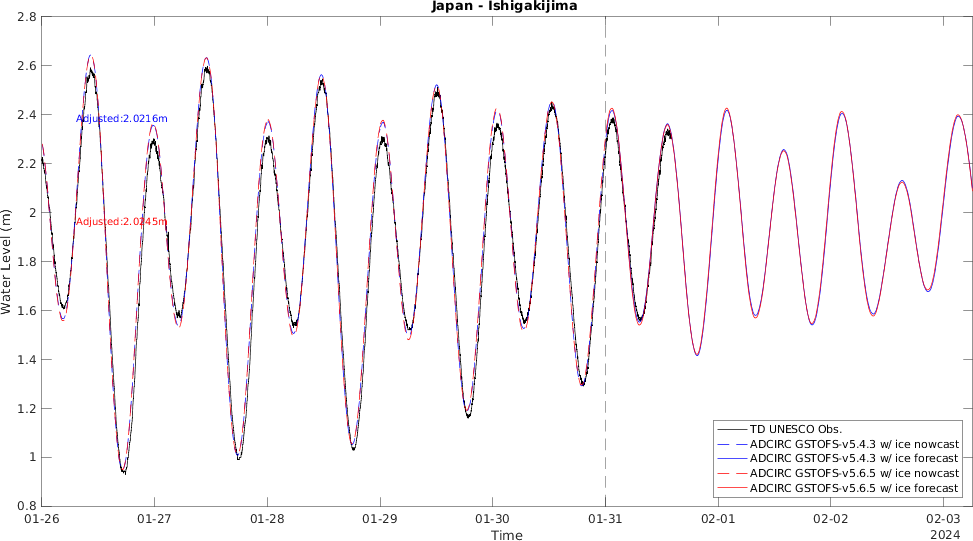 Japan - Ishigakijima
2.8
2.6
2.4
2.2
2
1.8
1.6
1.4
1.2
1
0.8
Water Level (m)
Adjusted:2.0216m
Adjusted:2.0245m
TD UNESCO Obs.
ADCIRC GSTOFS-v5.4.3 w/ ice nowcast
ADCIRC GSTOFS-v5.4.3 w/ ice forecast
ADCIRC GSTOFS-v5.6.5 w/ ice nowcast
ADCIRC GSTOFS-v5.6.5 w/ ice forecast
01-26 01-27 01-28 01-29 01-30 01-31 02-01 02-02 02-03
2024
Time